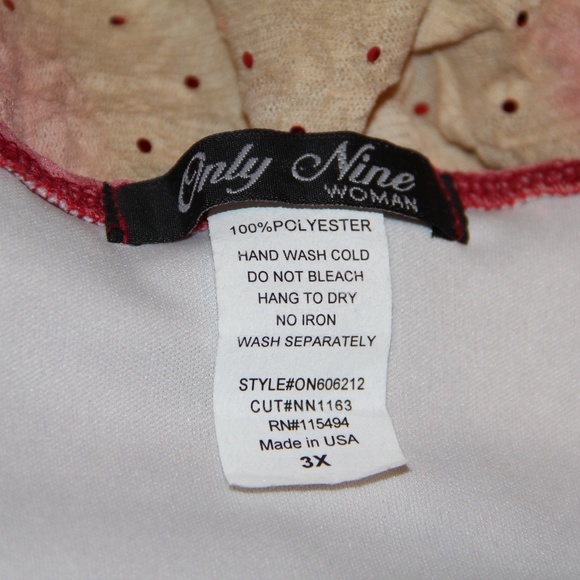 Only Nine
WOMAN
100%POLYESTER
HAND WASH COLD
DO NOT BLEACH
HANG TO DRY
NO IRON
WASH SEPARATELY
STYLE#ON606212
CUT#NN1163
RN#115494
Made in USA
3X